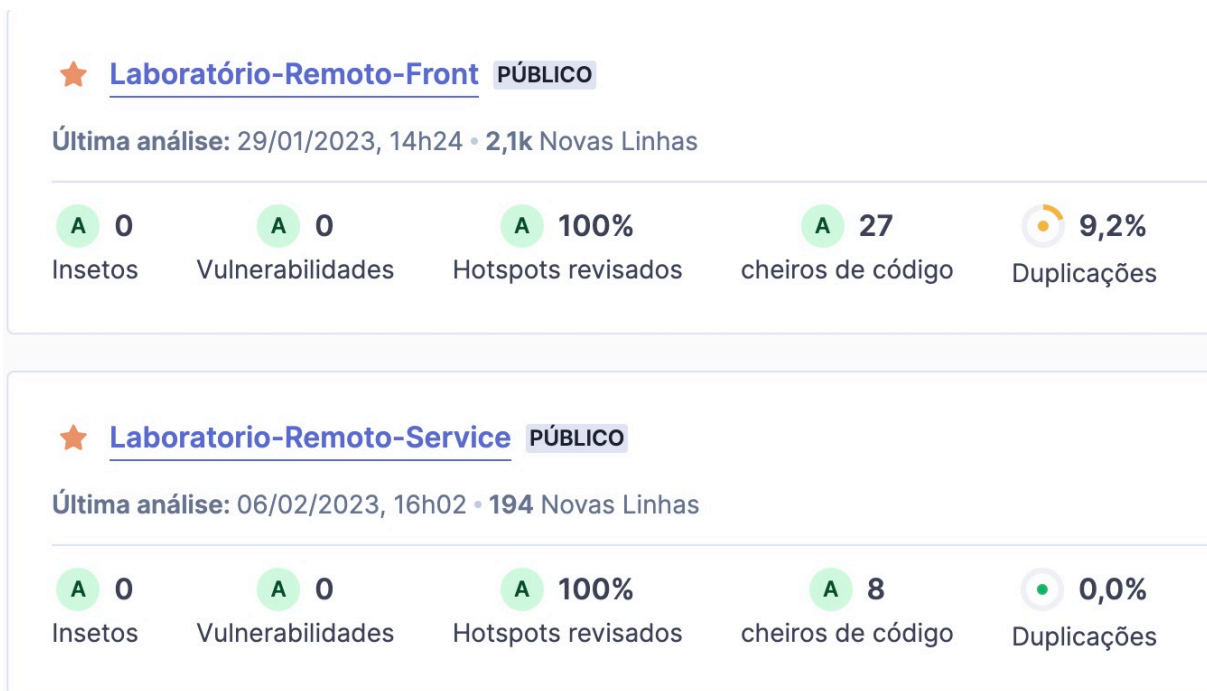 Laboratório-Remoto-Front PÚBLICO
Última análise: 29/01/2023, 14h24 • 2,1k Novas Linhas
A 0 A 0 A 100% A 27 9,2%
Insetos Vulnerabilidades Hotspots revisados cheiros de código Duplicações
Laboratorio-Remoto-Service PÚBLICO
Última análise: 06/02/2023, 16h02 • 194 Novas Linhas
A 0 A 0 A 100% A 8 0,0%
Insetos Vulnerabilidades Hotspots revisados cheiros de código Duplicações